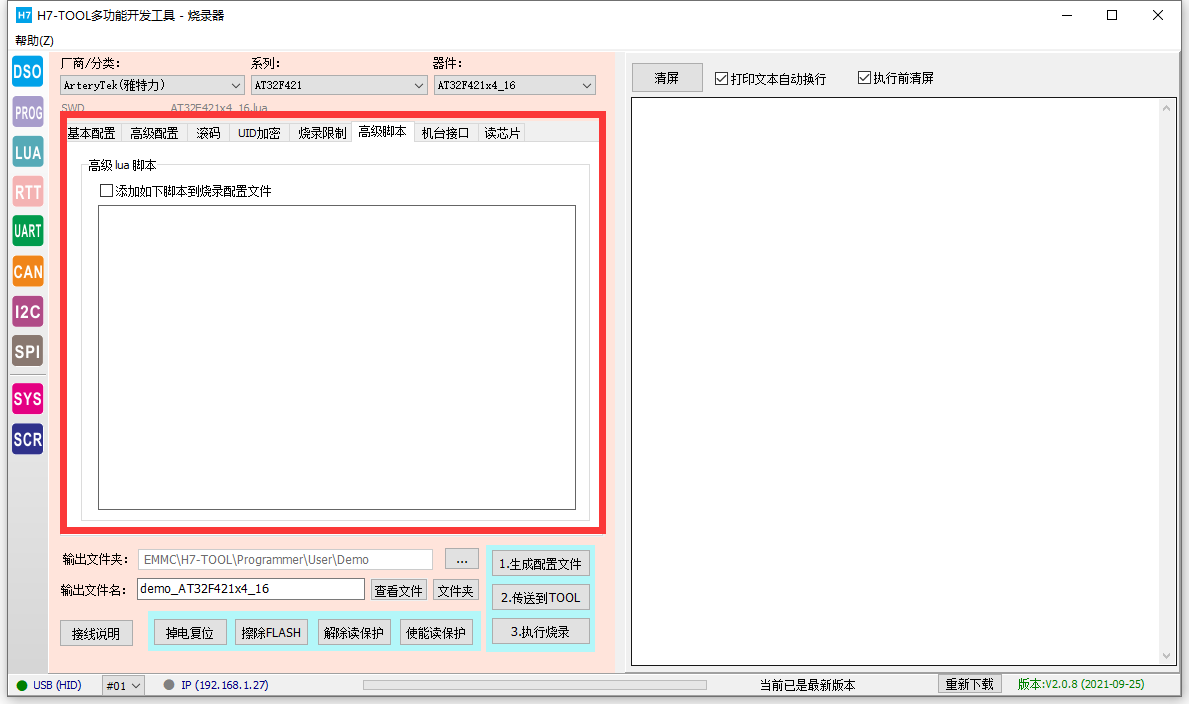 H7 H7-TOOL多功能开发工具 - 烧录器
帮助(Z)
DSO
PROG
LUA
RTT
UART
CAN
I2C
SPI
SYS
SCR
厂商/分类： 系列： 器件：
ArteryTek(雅特力) AT32F421 AT32F421x4_16
SWD AT32F421x4_16.lua
基本配置 高级配置 滚码 UID加密 烧录限制 高级脚本 机台接口 读芯片
高级 lua 脚本
添加如下脚本到烧录配置文件
输出文件夹： EMMC\H7-TOOL\Programmer\User\Demo ...
输出文件名： demo_AT32F421x4_16 查看文件 文件夹
1.生成配置文件
2.传送到TOOL
3.执行烧录
接线说明 掉电复位 擦除FLASH 解除读保护 使能读保护
清屏 打印文本自动换行 执行前清屏
USB (HID) #01 IP (192.168.1.27) 当前已是最新版本 重新下载 版本:V2.0.8 (2021-09-25)